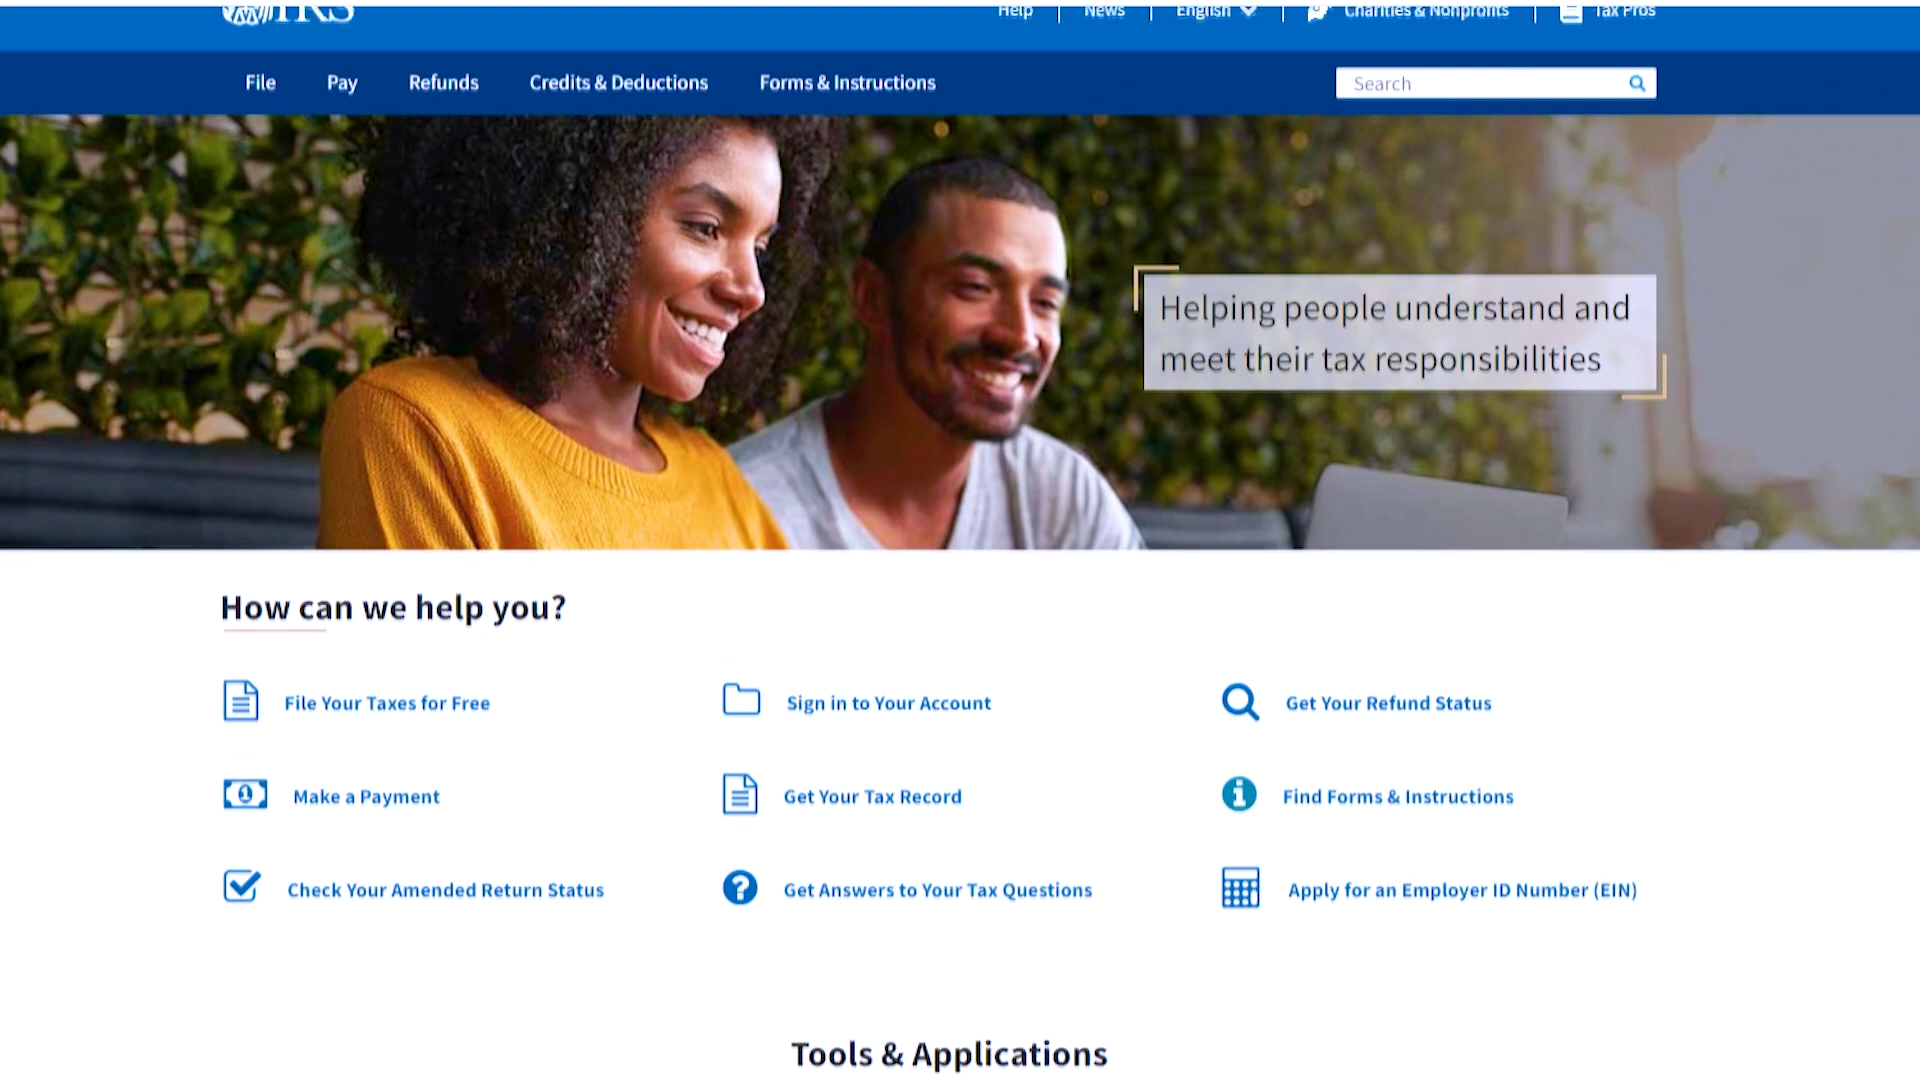 IRS
Help
News
English
Charities & Nonprofits
Tax Pros
File
Pay
Refunds
Credits & Deductions
Forms & Instructions
Search
Helping people understand and
meet their tax responsibilities
How can we help you?
File Your Taxes for Free
Sign in to Your Account
Get Your Refund Status
Make a Payment
Get Your Tax Record
Find Forms & Instructions
Check Your Amended Return Status
Get Answers to Your Tax Questions
Apply for an Employer ID Number (EIN)
Tools & Applications